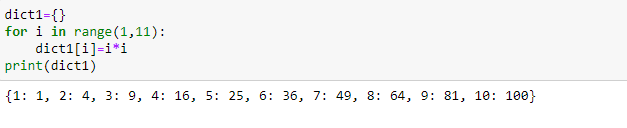 dict1={}
for i in range(1,11):
    dict1[i]=i*i
print(dict1)
{1: 1, 2: 4, 3: 9, 4: 16, 5: 25, 6: 36, 7: 49, 8: 64, 9: 81, 10: 100}